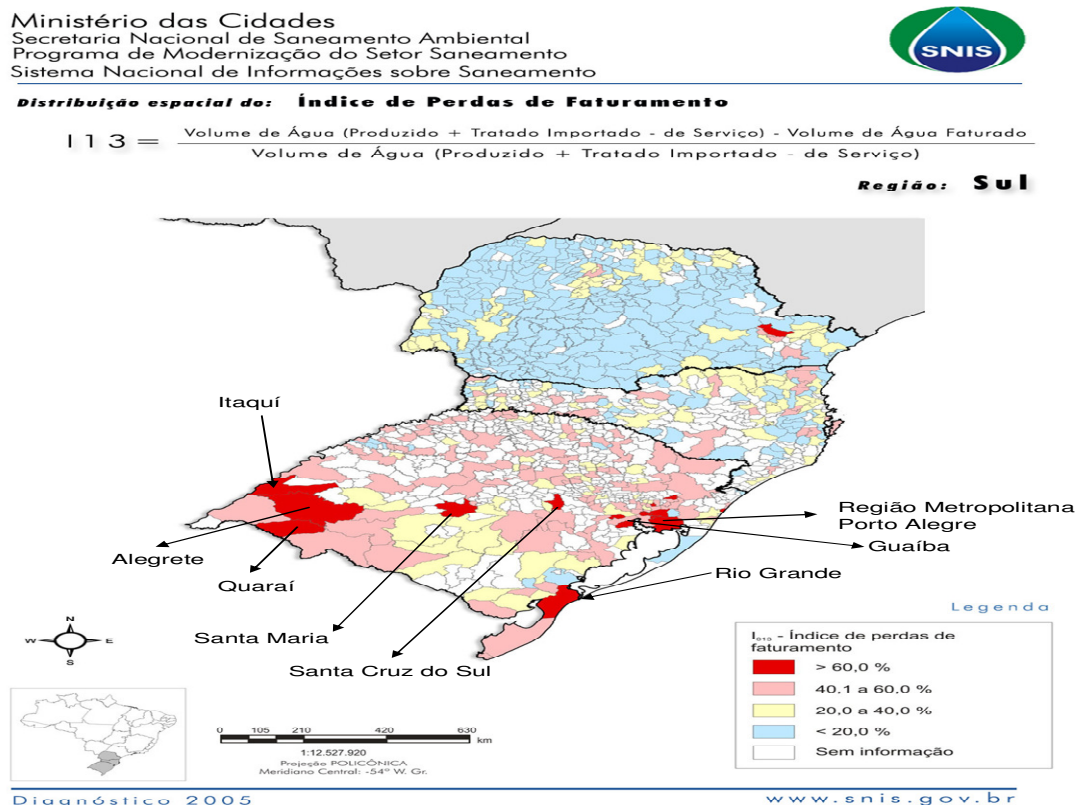 Ministério das Cidades
Secretaria Nacional de Saneamento Ambiental
Programa de Modernização do Setor Saneamento
Sistema Nacional de Informações sobre Saneamento
SNIS
Distribuição espacial do: Índice de Perdas de Faturamento
I 1 3 = Volume de Água (Produzido + Tratado Importado - de Serviço) - Volume de Água Faturado
Volume de Água (Produzido + Tratado Importado - de Serviço)
Região: Sul
Itaquí
Região Metropolitana
Porto Alegre
Guaíba
Alegrete
Quaraí
Rio Grande
Santa Maria
Santa Cruz do Sul
N
W E
S
Legenda
I₀₁₃ - Índice de perdas de
faturamento
> 60,0 %
40.1 a 60.0 %
20,0 a 40,0 %
< 20,0 %
Sem informação
0 105 210 420 630
km
1:12.527.920
Projeção POLICÔNICA
Meridiano Central: -54º W. Gr.
Diagnóstico 2005
www.snis.gov.br